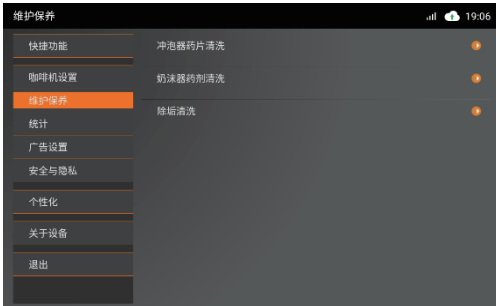 维护保养
19:06
快捷功能
咖啡机设置
维护保养
统计
广告设置
安全与隐私
个性化
关于设备
退出
冲泡器药片清洗
奶沫器药剂清洗
除垢清洗